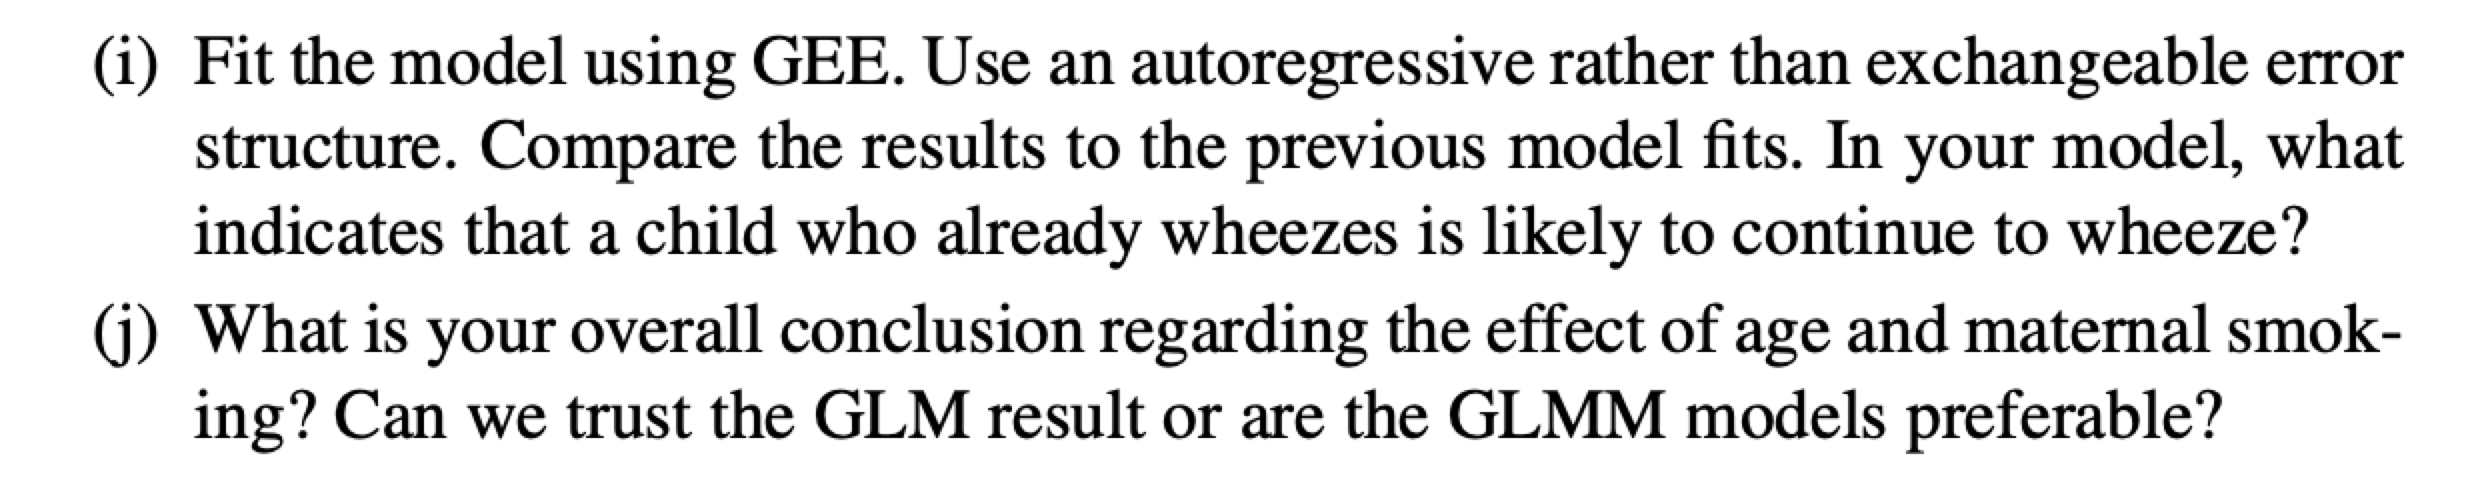 (i) Fit the model using GEE. Use an autoregressive rather than exchangeable error
structure. Compare the results to the previous model fits. In your model, what
indicates that a child who already wheezes is likely to continue to wheeze?
(j) What is your overall conclusion regarding the effect of age and maternal smok-
ing? Can we trust the GLM result or are the GLMM models preferable?